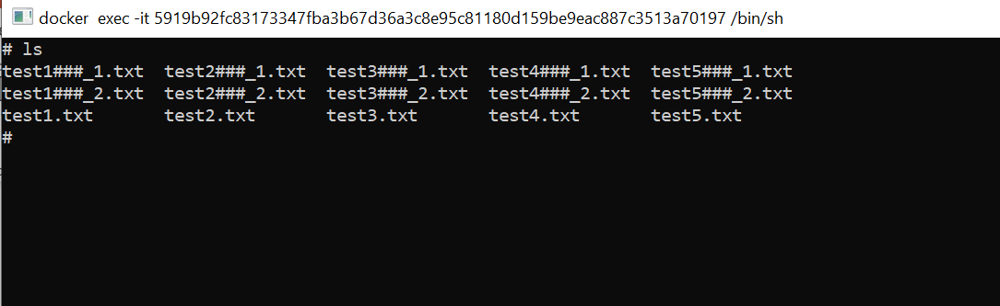 docker  exec -it 5919b92fc83173347fba3b67d36a3c8e95c81180d159be9eac887c3513a70197 /bin/sh
# ls
test1###_1.txt  test2###_1.txt  test3###_1.txt  test4###_1.txt  test5###_1.txt
test1###_2.txt  test2###_2.txt  test3###_2.txt  test4###_2.txt  test5###_2.txt
test1.txt       test2.txt       test3.txt       test4.txt       test5.txt
#